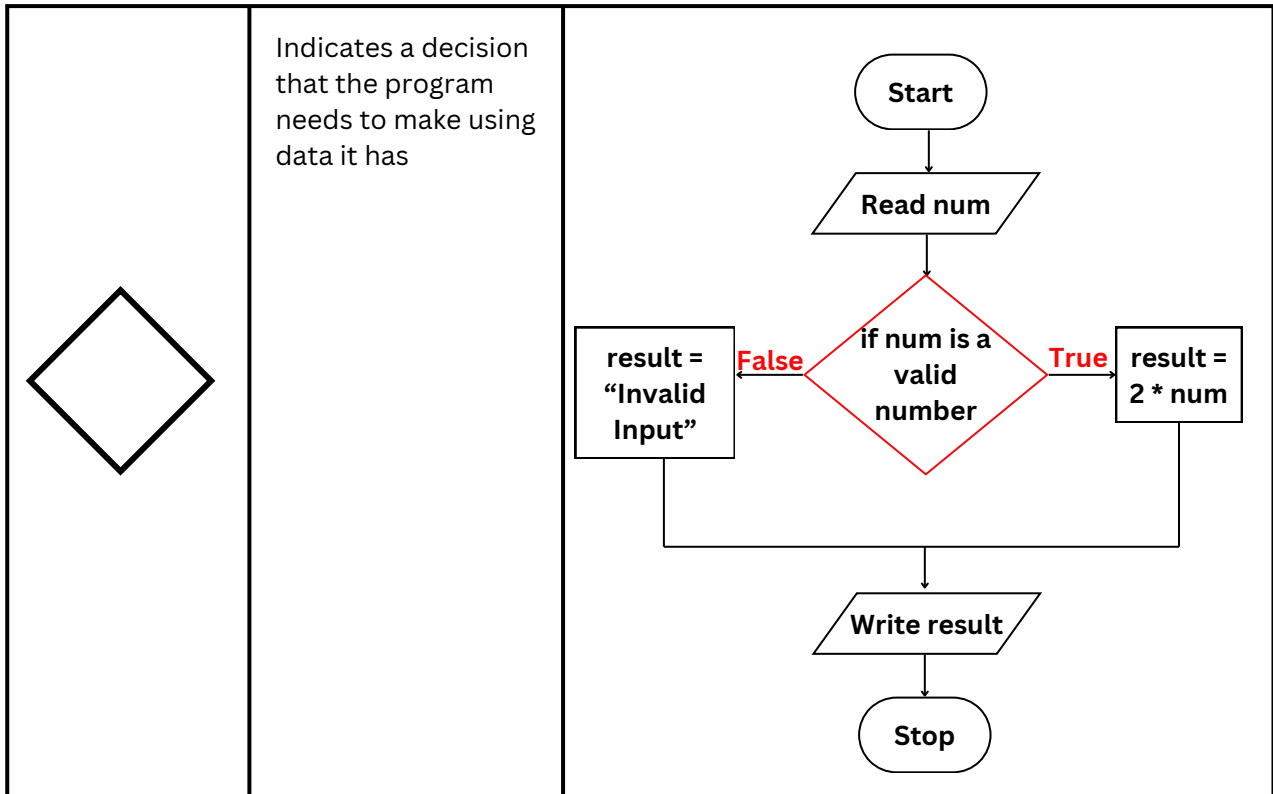 Indicates a decision
that the program
needs to make using
data it has
Start
Read num
if num is a
valid
number
False
True
result =
“Invalid
Input”
result =
2 * num
Write result
Stop